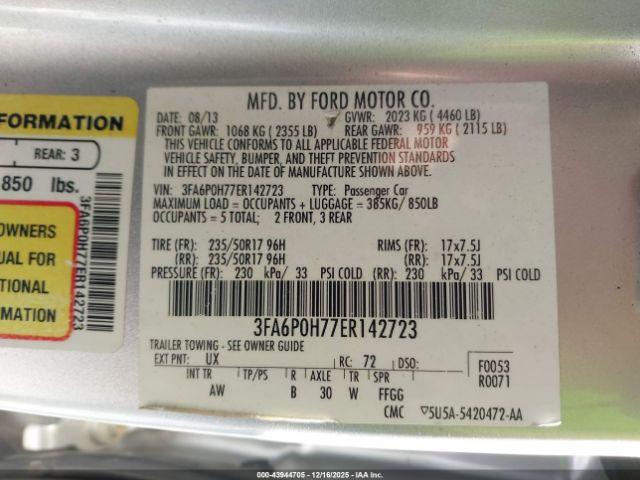 FORMATION
REAR: 3
850 lbs.
OWNERS
UAL FOR
TIONAL
ATION
3FA6P0H77ER142723
MFD. BY FORD MOTOR CO.
DATE: 08/13 GVWR: 2023 KG ( 4460 LB)
FRONT GAWR: 1068 KG ( 2355 LB) REAR GAWR: 959 KG ( 2115 LB)
THIS VEHICLE CONFORMS TO ALL APPLICABLE FEDERAL MOTOR
VEHICLE SAFETY, BUMPER, AND THEFT PREVENTION STANDARDS
IN EFFECT ON THE DATE OF MANUFACTURE SHOWN ABOVE.
VIN: 3FA6P0H77ER142723 TYPE: Passenger Car
MAXIMUM LOAD = OCCUPANTS + LUGGAGE = 385KG/ 850LB
OCCUPANTS = 5 TOTAL; 2 FRONT, 3 REAR
TIRE (FR): 235/50R17 96H RIMS (FR): 17x7.5J
(RR): 235/50R17 96H (RR): 17x7.5J
PRESSURE (FR): 230 kPa/ 33 PSI COLD (RR): 230 kPa/ 33 PSI COLD
3FA6P0H77ER142723
TRAILER TOWING - SEE OWNER GUIDE
EXT PNT: UX RC: 72 DSO: F0053
INT TR TP/PS R AXLE TR SPR R0071
AW B 30 W FFGG
CMC ▽5U5A-5420472-AA
3-43944705 - 12/16/2025 - IAA Inc.